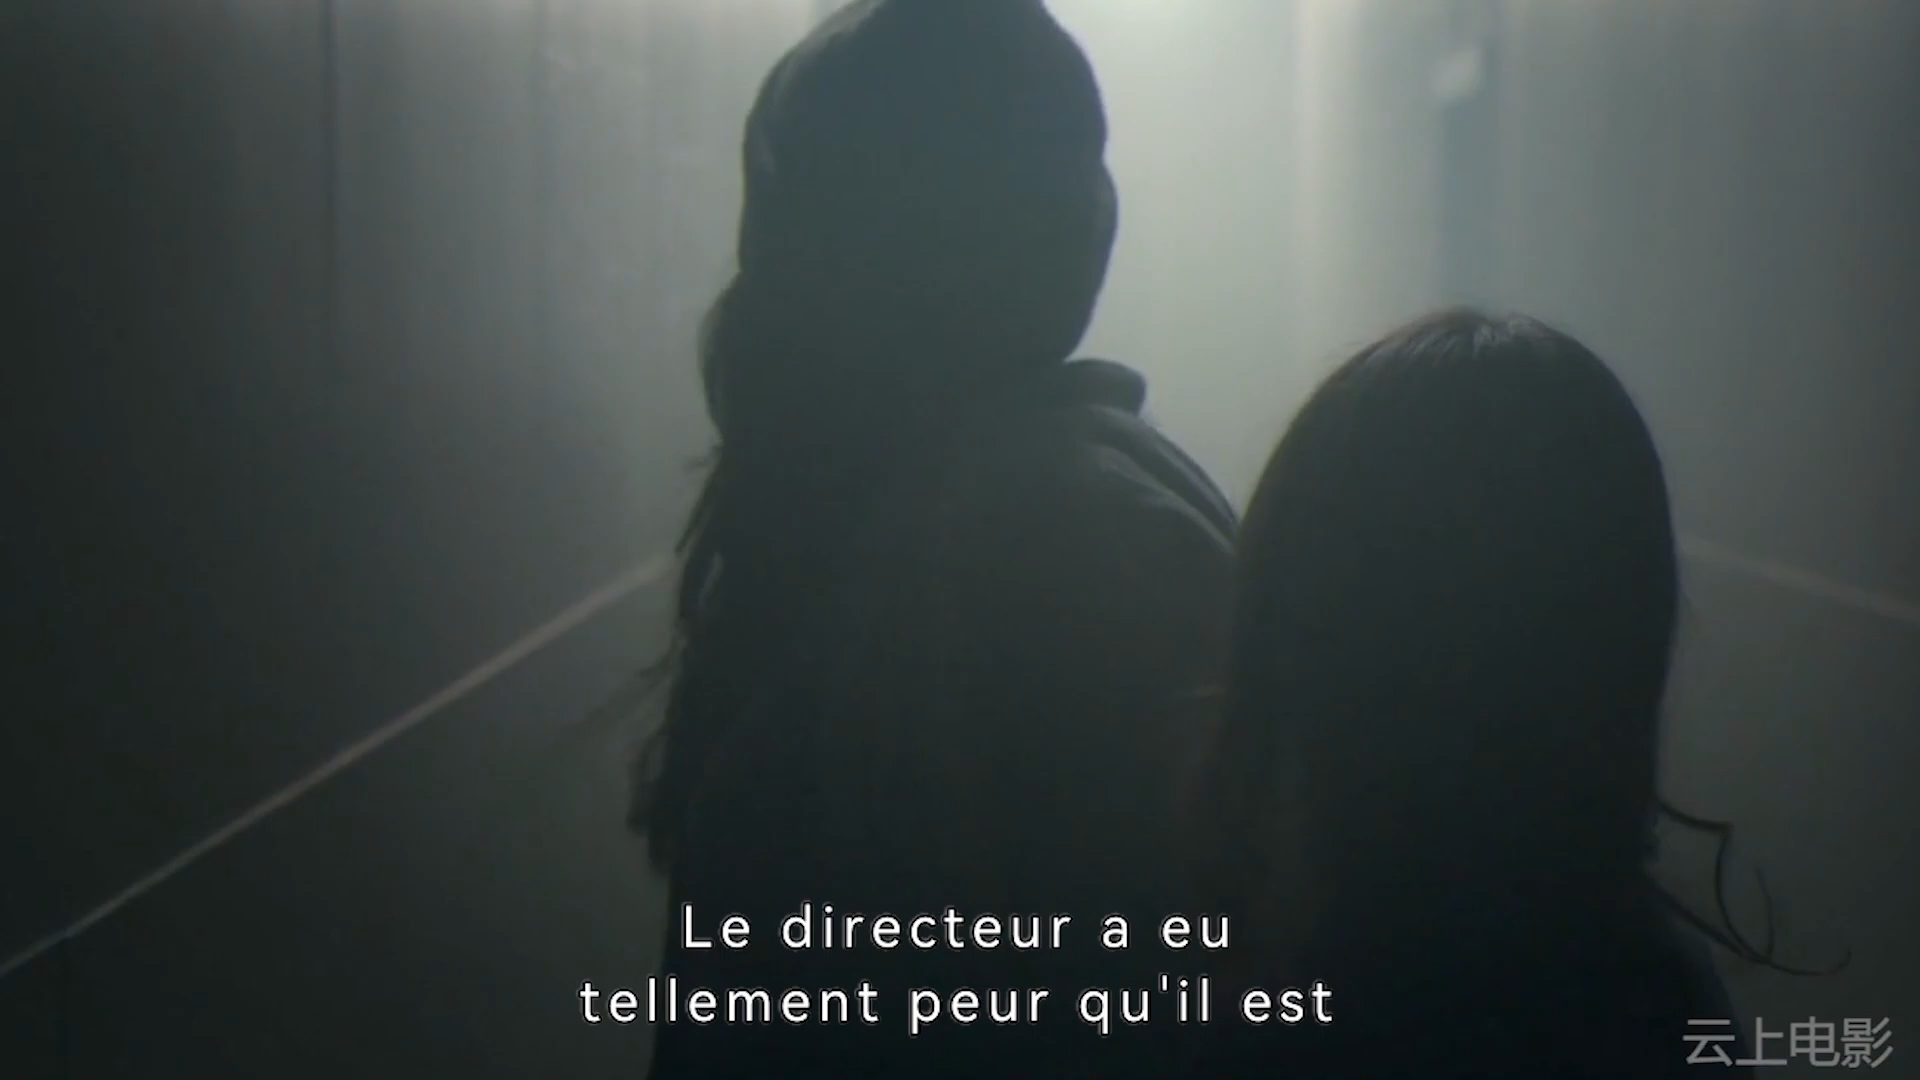 Le directeur a eu
tellement peur qu'il est
云上电影